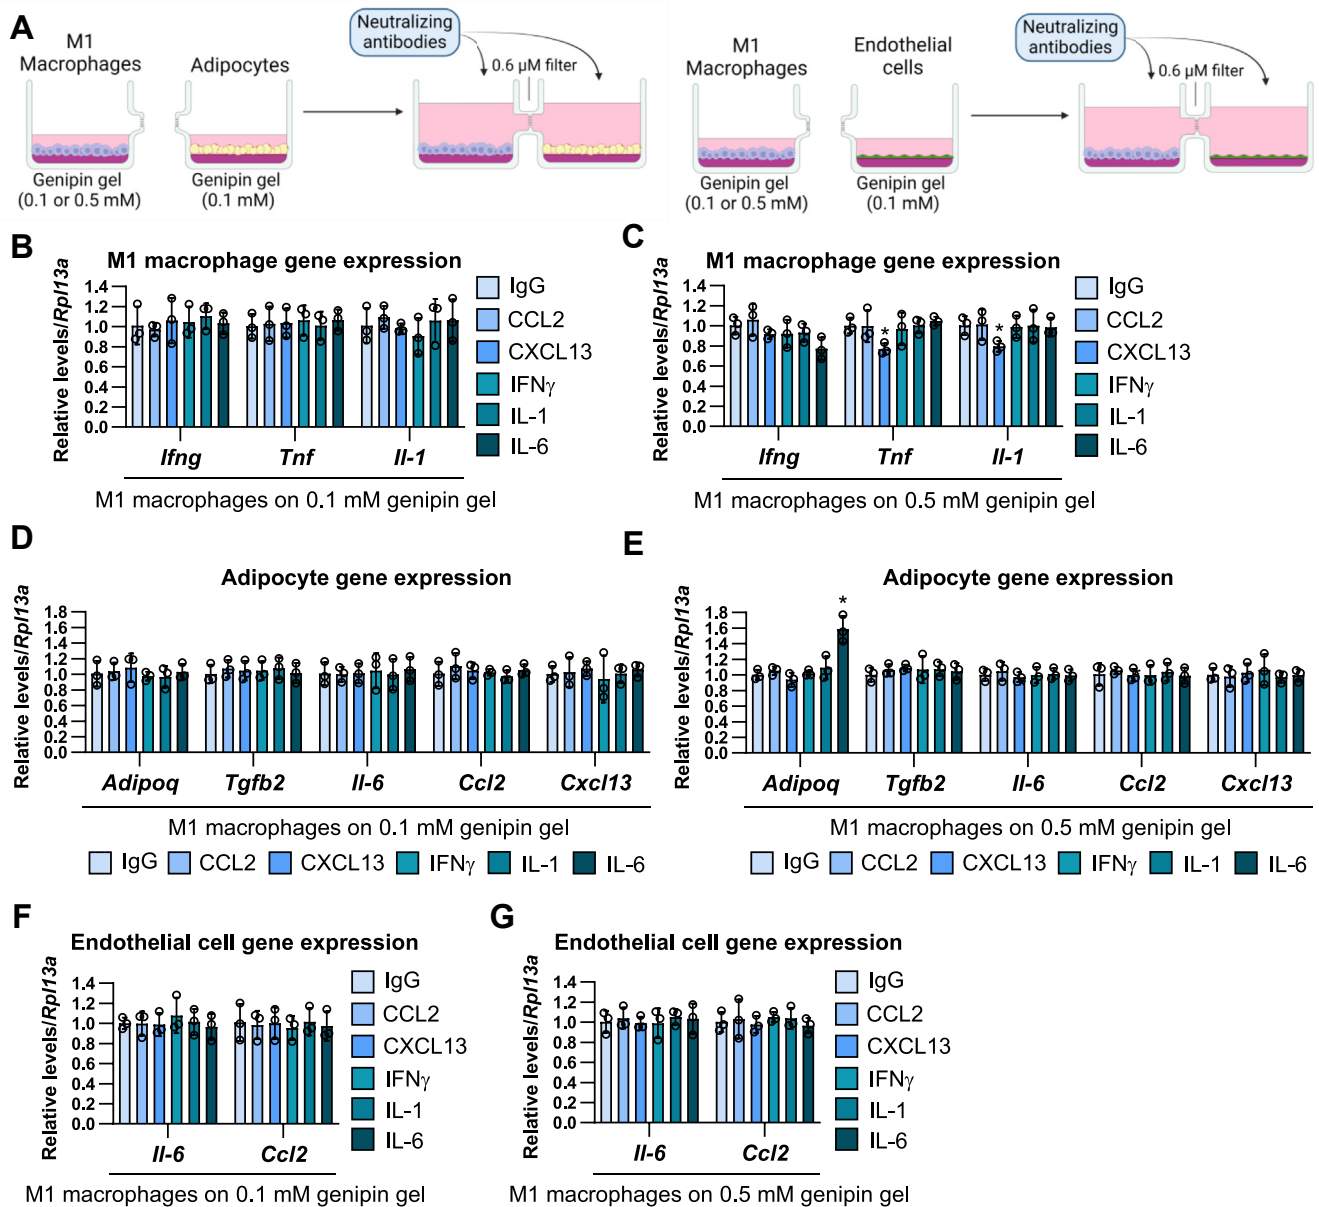 A
M1
Macrophages
Adipocytes
Neutralizing
antibodies
0.6 µM filter
Genipin gel
(0.1 or 0.5 mM)
Genipin gel
(0.1 mM)
M1
Macrophages
Endothelial
cells
Neutralizing
antibodies
0.6 µM filter
Genipin gel
(0.1 or 0.5 mM)
Genipin gel
(0.1 mM)
B
M1 macrophage gene expression
Relative levels/Rpl13a
1.4
1.2
1.0
0.8
0.6
0.4
0.2
0.0
Ifng Tnf Il-1
M1 macrophages on 0.1 mM genipin gel
IgG
CCL2
CXCL13
IFNγ
IL-1
IL-6
C
M1 macrophage gene expression
Relative levels/Rpl13a
1.4
1.2
1.0
0.8
0.6
0.4
0.2
0.0
* *
Ifng Tnf Il-1
M1 macrophages on 0.5 mM genipin gel
IgG
CCL2
CXCL13
IFNγ
IL-1
IL-6
D
Adipocyte gene expression
Relative levels/Rpl13a
1.8
1.6
1.4
1.2
1.0
0.8
0.6
0.4
0.2
0.0
Adipoq Tgfb2 Il-6 Ccl2 Cxcl13
M1 macrophages on 0.1 mM genipin gel
IgG CCL2 CXCL13 IFNγ IL-1 IL-6
E
Adipocyte gene expression
Relative levels/Rpl13a
1.8
1.6
1.4
1.2
1.0
0.8
0.6
0.4
0.2
0.0
*
Adipoq Tgfb2 Il-6 Ccl2 Cxcl13
M1 macrophages on 0.5 mM genipin gel
IgG CCL2 CXCL13 IFNγ IL-1 IL-6
F
Endothelial cell gene expression
Relative levels/Rpl13a
1.4
1.2
1.0
0.8
0.6
0.4
0.2
0.0
Il-6 Ccl2
M1 macrophages on 0.1 mM genipin gel
IgG
CCL2
CXCL13
IFNγ
IL-1
IL-6
G
Endothelial cell gene expression
Relative levels/Rpl13a
1.4
1.2
1.0
0.8
0.6
0.4
0.2
0.0
Il-6 Ccl2
M1 macrophages on 0.5 mM genipin gel
IgG
CCL2
CXCL13
IFNγ
IL-1
IL-6